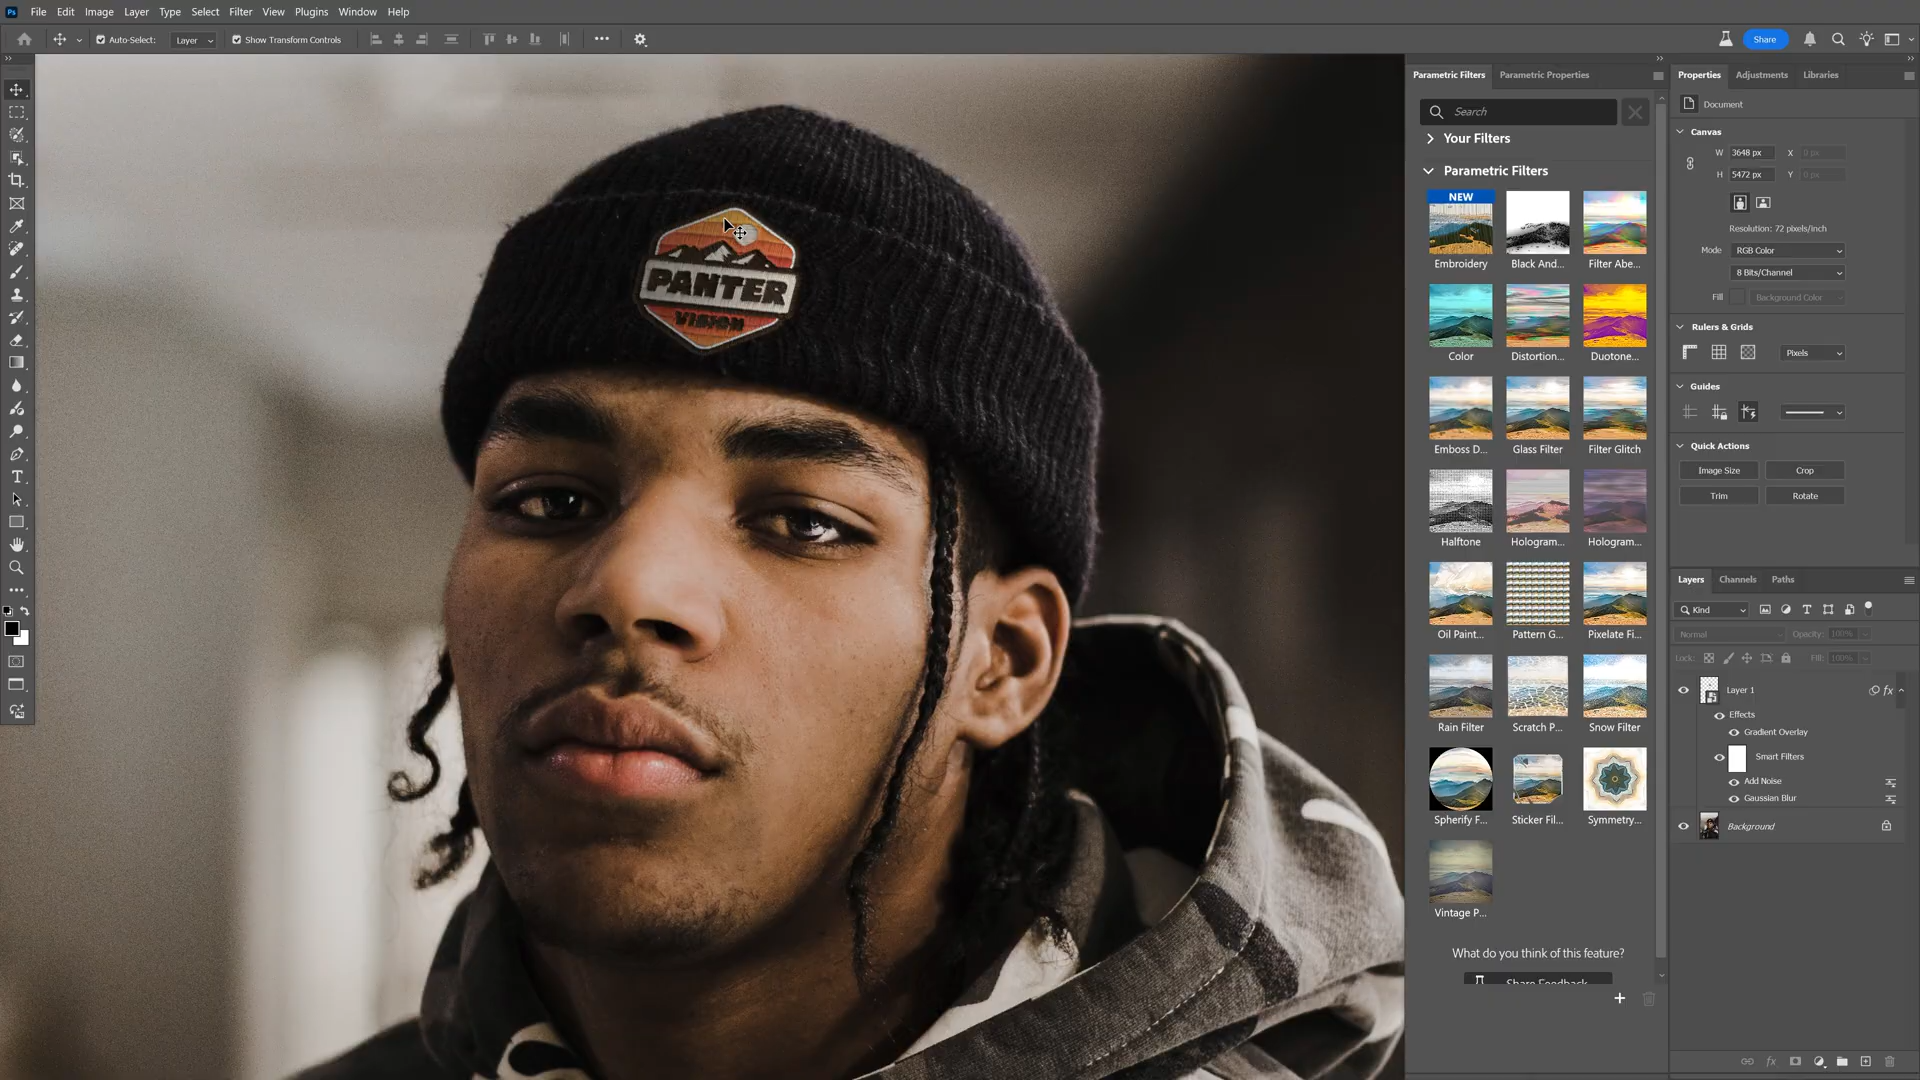 File Edit Image Layer Type Select Filter View Plugins Window Help
Auto-Select: Layer Show Transform Controls
Share
PANTER
VISION
Parametric Filters Parametric Properties
Search
Your Filters
Parametric Filters
NEW
Embroidery Black And... Filter Abe...
Color Distortion... Duotone...
Emboss D... Glass Filter Filter Glitch
Halftone Hologram... Hologram...
Oil Paint... Pattern G... Pixelate Fi...
Rain Filter Scratch P... Snow Filter
Spherify F... Sticker Fil... Symmetry...
Vintage P...
What do you think of this feature?
Share Feedback
Properties Adjustments Libraries
Document
Canvas
W 3648 px X 0 px
H 5472 px Y 0 px
Resolution: 72 pixels/inch
Mode RGB Color
8 Bits/Channel
Fill Background Color
Rulers & Grids
Pixels
Guides
Quick Actions
Image Size Crop
Trim Rotate
Layers Channels Paths
Kind
Normal Opacity: 100%
Lock: Fill: 100%
Layer 1 fx
Effects
Gradient Overlay
Smart Filters
Add Noise
Gaussian Blur
Background
fx